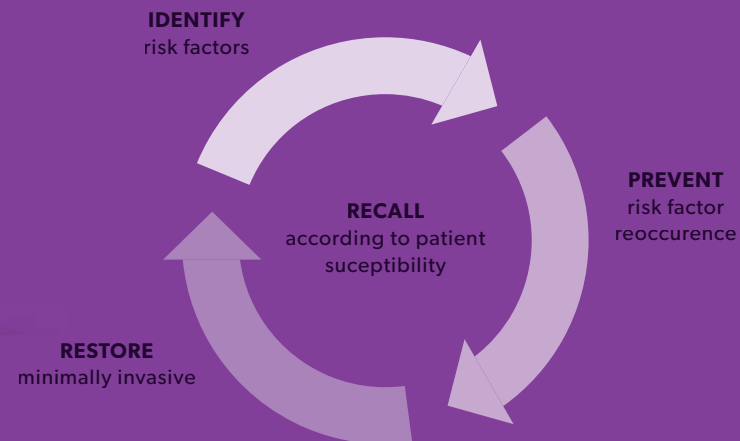 IDENTIFY
risk factors
PREVENT
risk factor
reoccurence
RECALL
according to patient
suceptibility
RESTORE
minimally invasive